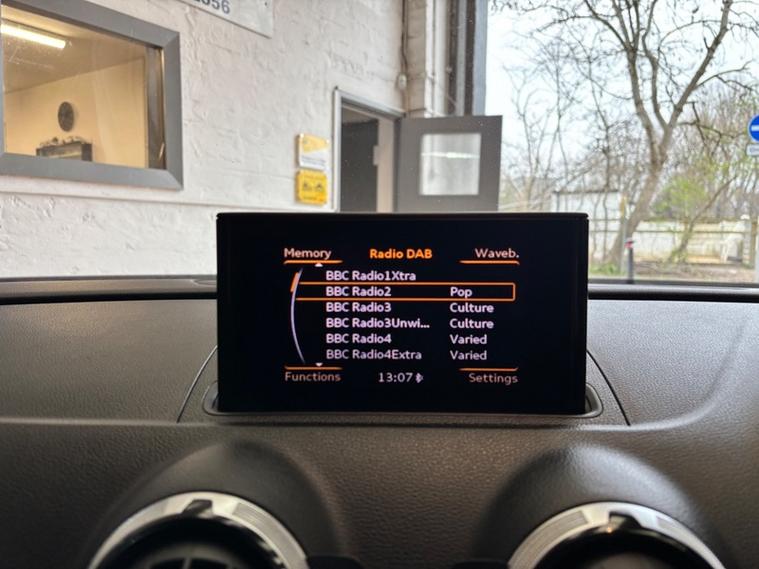 056
Memory Radio DAB Waveb.
BBC Radio1Xtra
BBC Radio2 Pop
BBC Radio3 Culture
BBC Radio3Unwi... Culture
BBC Radio4 Varied
BBC Radio4Extra Varied
Functions 13:07 Settings